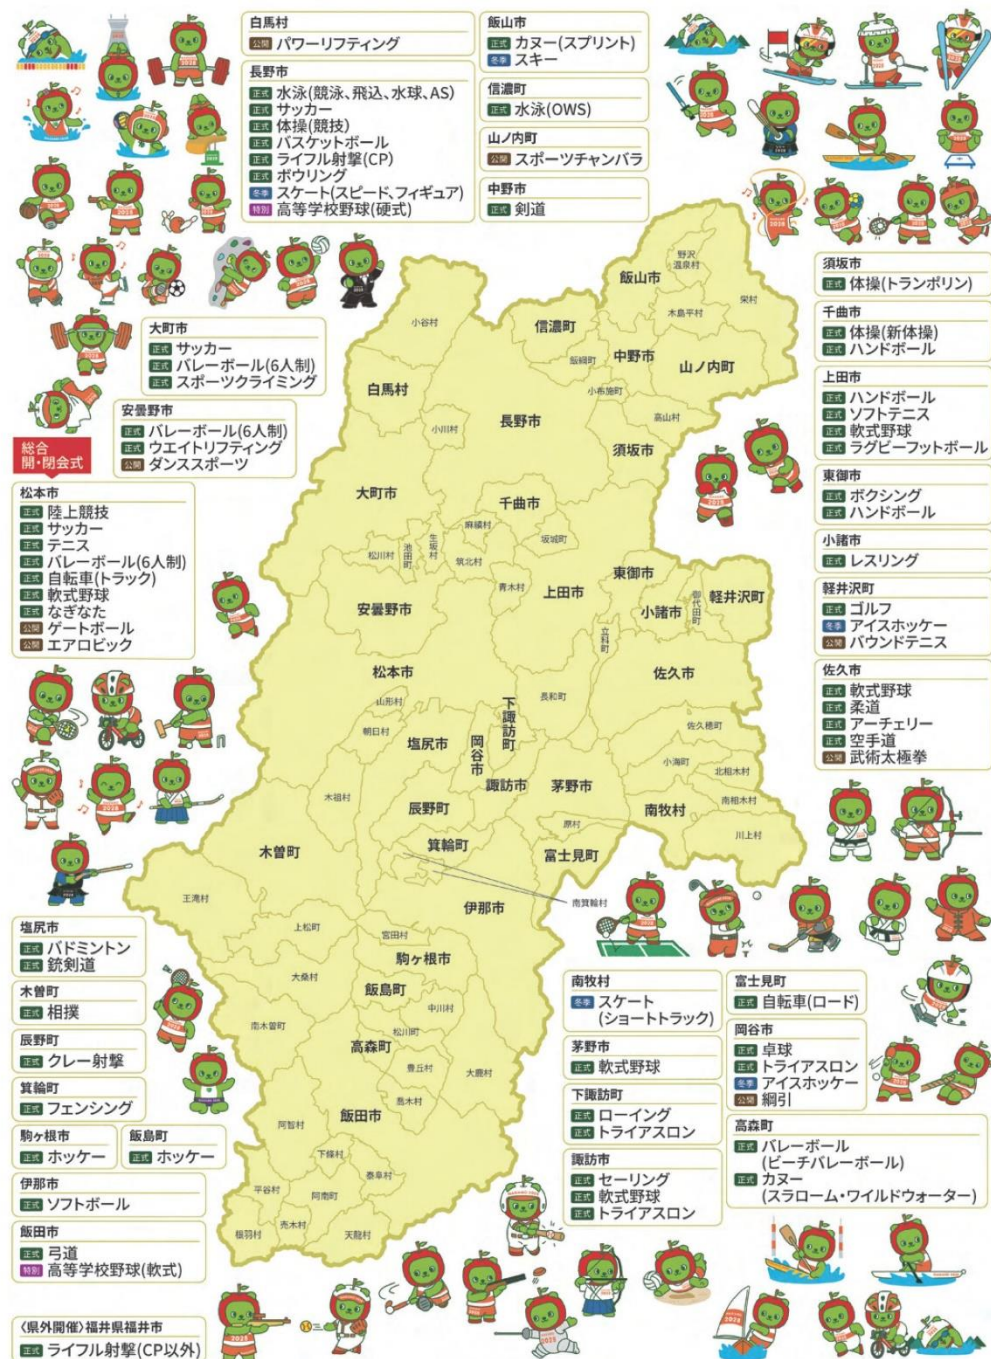 白馬村
公開 パワーリフティング
長野市
正式 水泳(競泳、飛込、水球、AS)
正式 サッカー
正式 体操(競技)
正式 バスケットボール
正式 ライフル射撃(CP)
正式 ボウリング
冬季 スケート(スピード、フィギュア)
特別 高等学校野球(硬式)
飯山市
正式 カヌー(スプリント)
冬季 スキー
信濃町
正式 水泳(OWS)
山ノ内町
公開 スポーツチャンバラ
中野市
正式 剣道
須坂市
正式 体操(トランポリン)
千曲市
正式 体操(新体操)
正式 ハンドボール
上田市
正式 ハンドボール
正式 ソフトテニス
正式 軟式野球
正式 ラグビーフットボール
東御市
正式 ボクシング
正式 ハンドボール
小諸市
正式 レスリング
軽井沢町
正式 ゴルフ
冬季 アイスホッケー
公開 バウンドテニス
佐久市
正式 軟式野球
正式 柔道
正式 アーチェリー
正式 空手道
公開 武術太極拳
大町市
正式 サッカー
正式 バレーボール(6人制)
正式 スポーツクライミング
安曇野市
正式 バレーボール(6人制)
正式 ウエイトリフティング
公開 ダンススポーツ
総合
開・閉会式
松本市
正式 陸上競技
正式 サッカー
正式 テニス
正式 バレーボール(6人制)
正式 自転車(トラック)
正式 軟式野球
正式 なぎなた
公開 ゲートボール
公開 エアロビック
野沢
温泉村
飯山市
栄村
小谷村
信濃町
木島平村
飯綱町
中野市
山ノ内町
白馬村
小布施町
長野市
高山村
小川村
須坂市
大町市
千曲市
麻績村
坂城町
松川村
池田町
生坂村
筑北村
青木村
東御市
上田市
小諸市
御代田町
軽井沢町
安曇野市
立科町
松本市
佐久市
山形村
長和町
下諏訪町
佐久穂町
朝日村
塩尻市
岡谷市
小海町
北相木村
諏訪市
茅野市
木祖村
南相木村
辰野町
南牧村
原村
川上村
木曽町
箕輪町
富士見町
王滝村
伊那市
南箕輪村
上松町
宮田村
駒ヶ根市
大桑村
飯島町
中川村
南木曽町
松川町
高森町
豊丘村
大鹿村
喬木村
飯田市
阿智村
下條村
泰阜村
平谷村
阿南町
売木村
根羽村
天龍村
塩尻市
正式 バドミントン
正式 銃剣道
木曽町
正式 相撲
辰野町
正式 クレー射撃
箕輪町
正式 フェンシング
駒ヶ根市
正式 ホッケー
飯島町
正式 ホッケー
伊那市
正式 ソフトボール
飯田市
正式 弓道
特別 高等学校野球(軟式)
〈県外開催〉福井県福井市
正式 ライフル射撃(CP以外)
南牧村
冬季 スケート
(ショートトラック)
茅野市
正式 軟式野球
下諏訪町
正式 ローイング
正式 トライアスロン
諏訪市
正式 セーリング
正式 軟式野球
正式 トライアスロン
富士見町
正式 自転車(ロード)
岡谷市
正式 卓球
正式 トライアスロン
冬季 アイスホッケー
公開 綱引
高森町
正式 バレーボール
(ビーチバレーボール)
正式 カヌー
(スラローム・ワイルドウォーター)